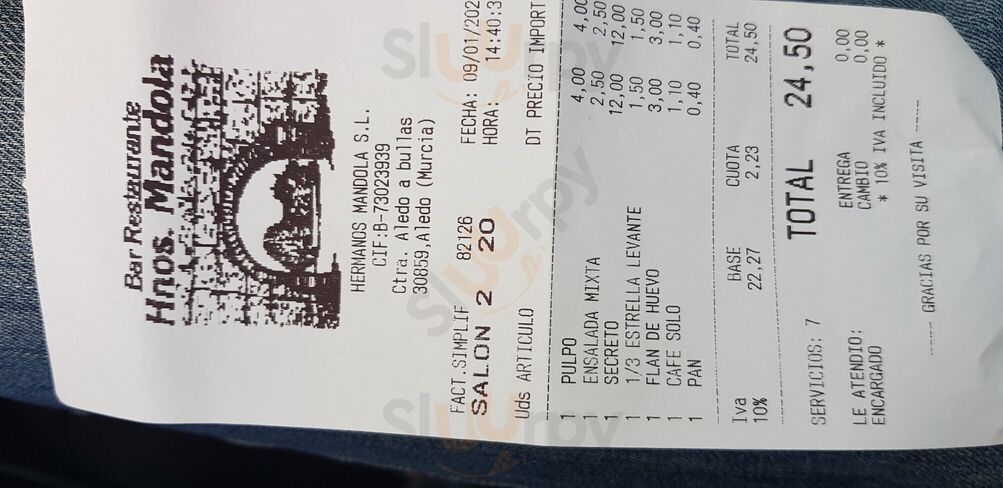 Bar Restaurante
Hnos. Mandola
HERMANOS MANDOLA S.L.
CIF:B-73023939
Ctra. Aledo a bullas
30859,Aledo (Murcia)
FACT.SIMPLIF 82126 FECHA: 09/01/202
SALON 2 20 HORA: 14:40:3
Uds ARTICULO DT PRECIO IMPORT
1 PULPO 4,00 4,00
1 ENSALADA MIXTA 2,50 2,50
1 SECRETO 12,00 12,00
1 1/3 ESTRELLA LEVANTE 1,50 1,50
1 FLAN DE HUEVO 3,00 3,00
1 CAFE SOLO 1,10 1,10
1 PAN 0,40 0,40
Iva BASE CUOTA TOTAL
10% 22,27 2,23 24,50
TOTAL 24,50
SERVICIOS: 7
ENTREGA 0,00
LE ATENDIO: CAMBIO 0,00
ENCARGADO * 10% IVA INCLUIDO *
---- GRACIAS POR SU VISITA ----
Slurrpy
Slurrpy
Slurrpy
Slurrpy